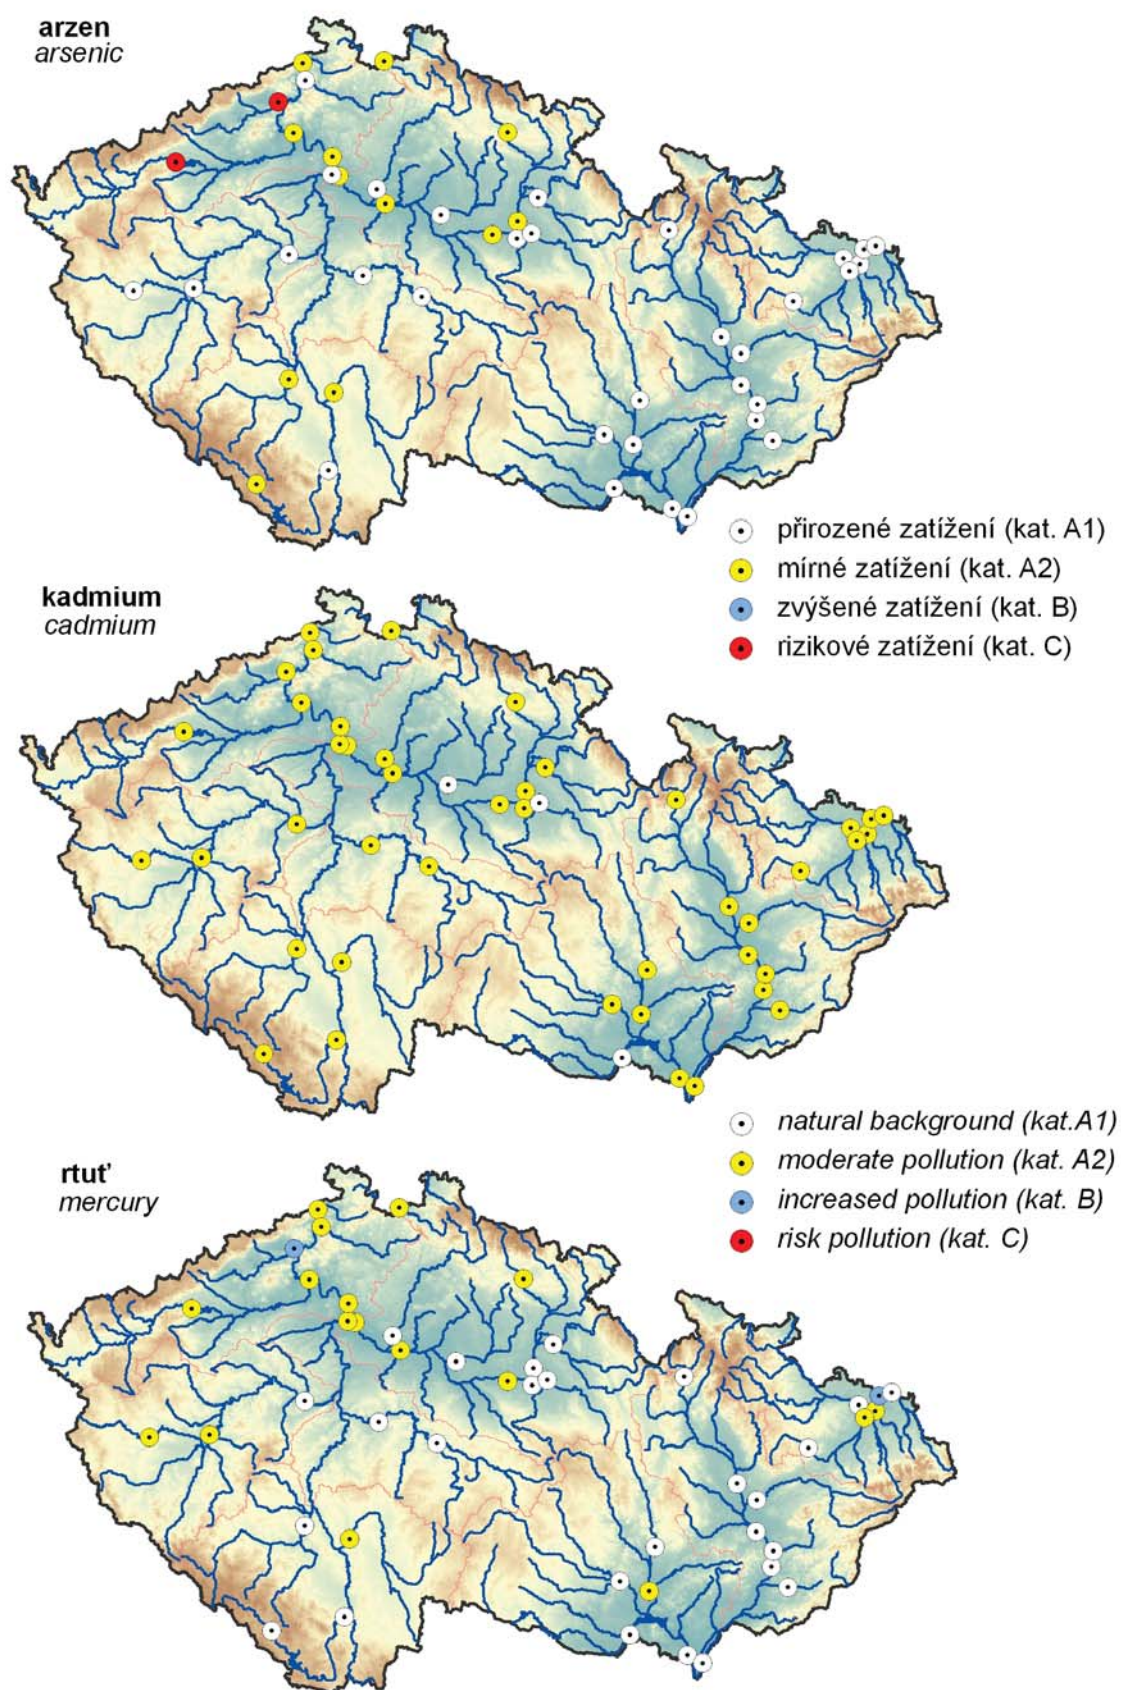 arzen
arsenic
přirozené zatížení (kat. A1)
mírné zatížení (kat. A2)
zvýšené zatížení (kat. B)
rizikové zatížení (kat. C)
kadmium
cadmium
natural background (kat.A1)
moderate pollution (kat. A2)
increased pollution (kat. B)
risk pollution (kat. C)
rtuť
mercury